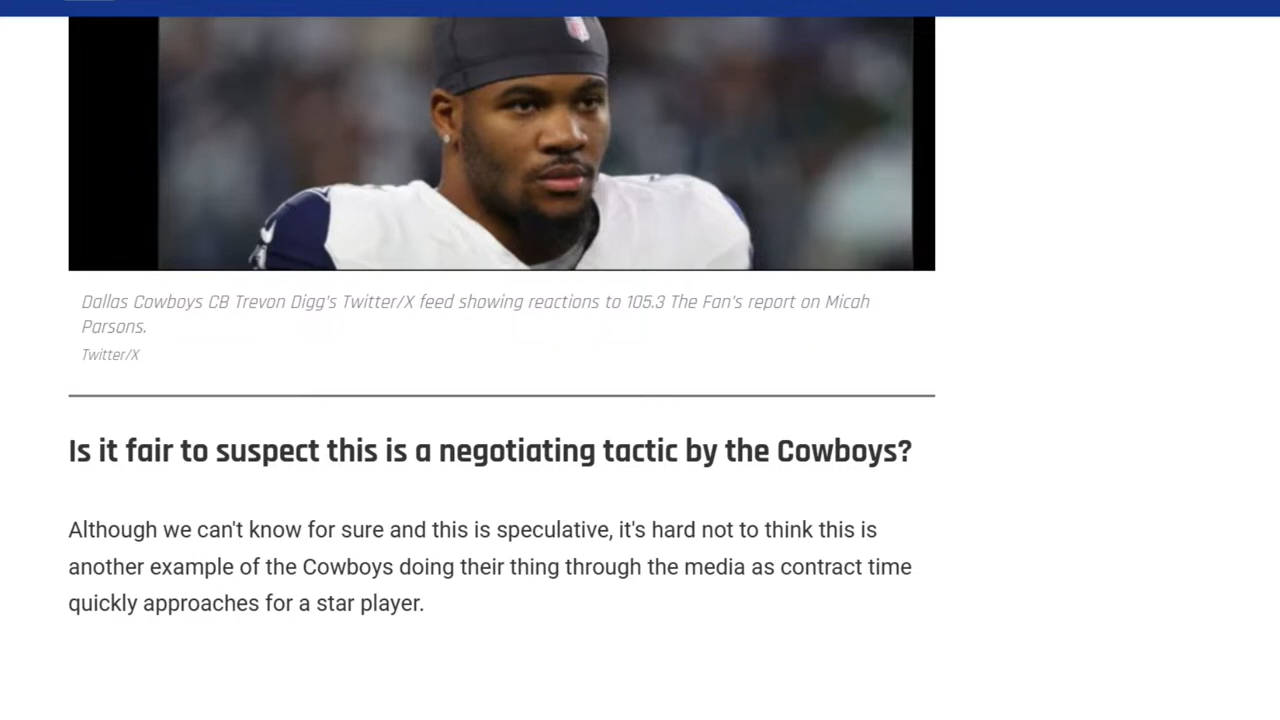 Dallas Cowboys CB Trevon Digg's Twitter/X feed showing reactions to 105.3 The Fan's report on Micah
Parsons.
Twitter/X
Is it fair to suspect this is a negotiating tactic by the Cowboys?
Although we can't know for sure and this is speculative, it's hard not to think this is
another example of the Cowboys doing their thing through the media as contract time
quickly approaches for a star player.